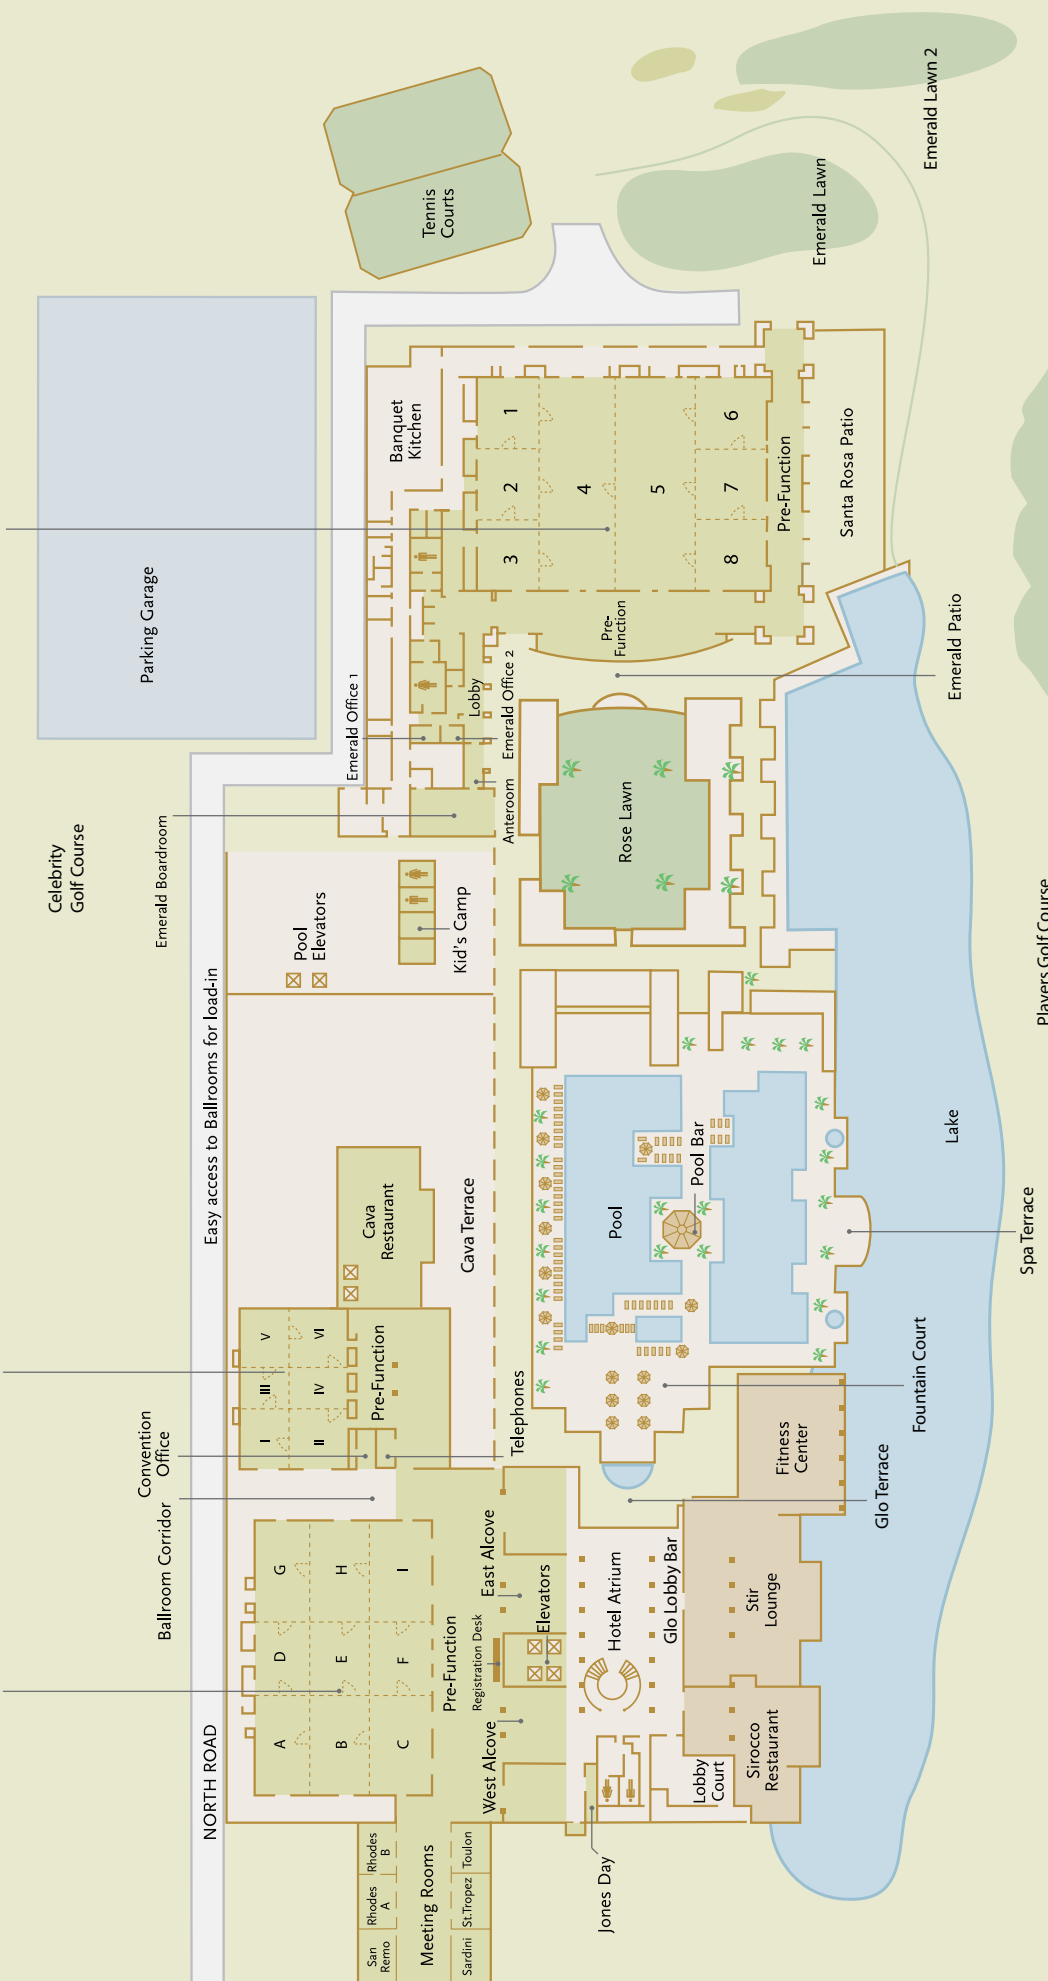 Emerald Lawn 2
Emerald Lawn
Tennis
Courts
Banquet
Kitchen
1
2
3
4
5
6
7
8
Pre-Function
Santa Rosa Patio
Pre-
Function
Parking Garage
Emerald Office 1
Lobby
Emerald Office 2
Anteroom
Emerald Boardroom
Emerald Patio
Rose Lawn
Celebrity
Golf Course
Players Golf Course
Pool
Elevators
Kid's Camp
Easy access to Ballrooms for load-in
Cava
Restaurant
Cava Terrace
Pool
Pool Bar
Lake
Spa Terrace
Fountain Court
V
VI
III
IV
I
II
Pre-Function
Telephones
Convention
Office
Ballroom Corridor
Fitness
Center
Glo Terrace
G
H
I
D
E
F
A
B
C
Pre-Function
East Alcove
Elevators
Registration Desk
West Alcove
Hotel Atrium
Glo Lobby Bar
Stir
Lounge
Sirocco
Restaurant
Lobby
Court
Jones Day
NORTH ROAD
Rhodes
B
Rhodes
A
San
Remo
Meeting Rooms
Toulon
St.Tropez
Sardini